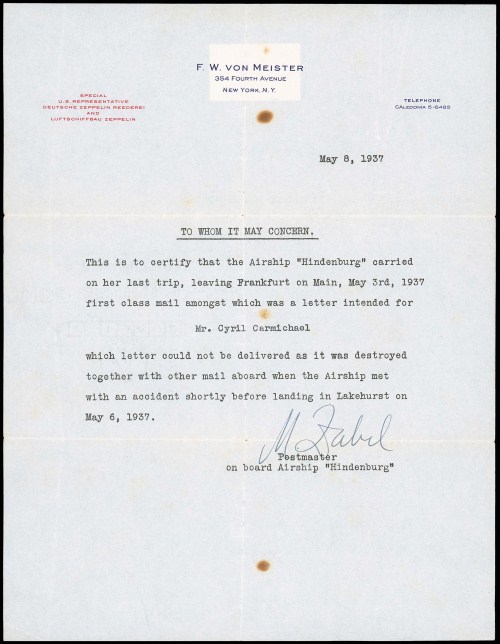 F. W. VON MEISTER
354 FOURTH AVENUE
NEW YORK, N.Y.
SPECIAL
U.S. REPRESENTATIVE
DEUTSCHE ZEPPELIN REEDEREI
AND
LUFTSCHIFFBAU ZEPPELIN
TELEPHONE
CALEDONIA 5-6485
May 8, 1937
TO WHOM IT MAY CONCERN.
This is to certify that the Airship "Hindenburg" carried
on her last trip, leaving Frankfurt on Main, May 3rd, 1937
first class mail amongst which was a letter intended for
Mr. Cyril Carmichael
which letter could not be delivered as it was destroyed
together with other mail aboard when the Airship met
with an accident shortly before landing in Lakehurst on
May 6, 1937.
M Zabel
Postmaster
on board Airship "Hindenburg"